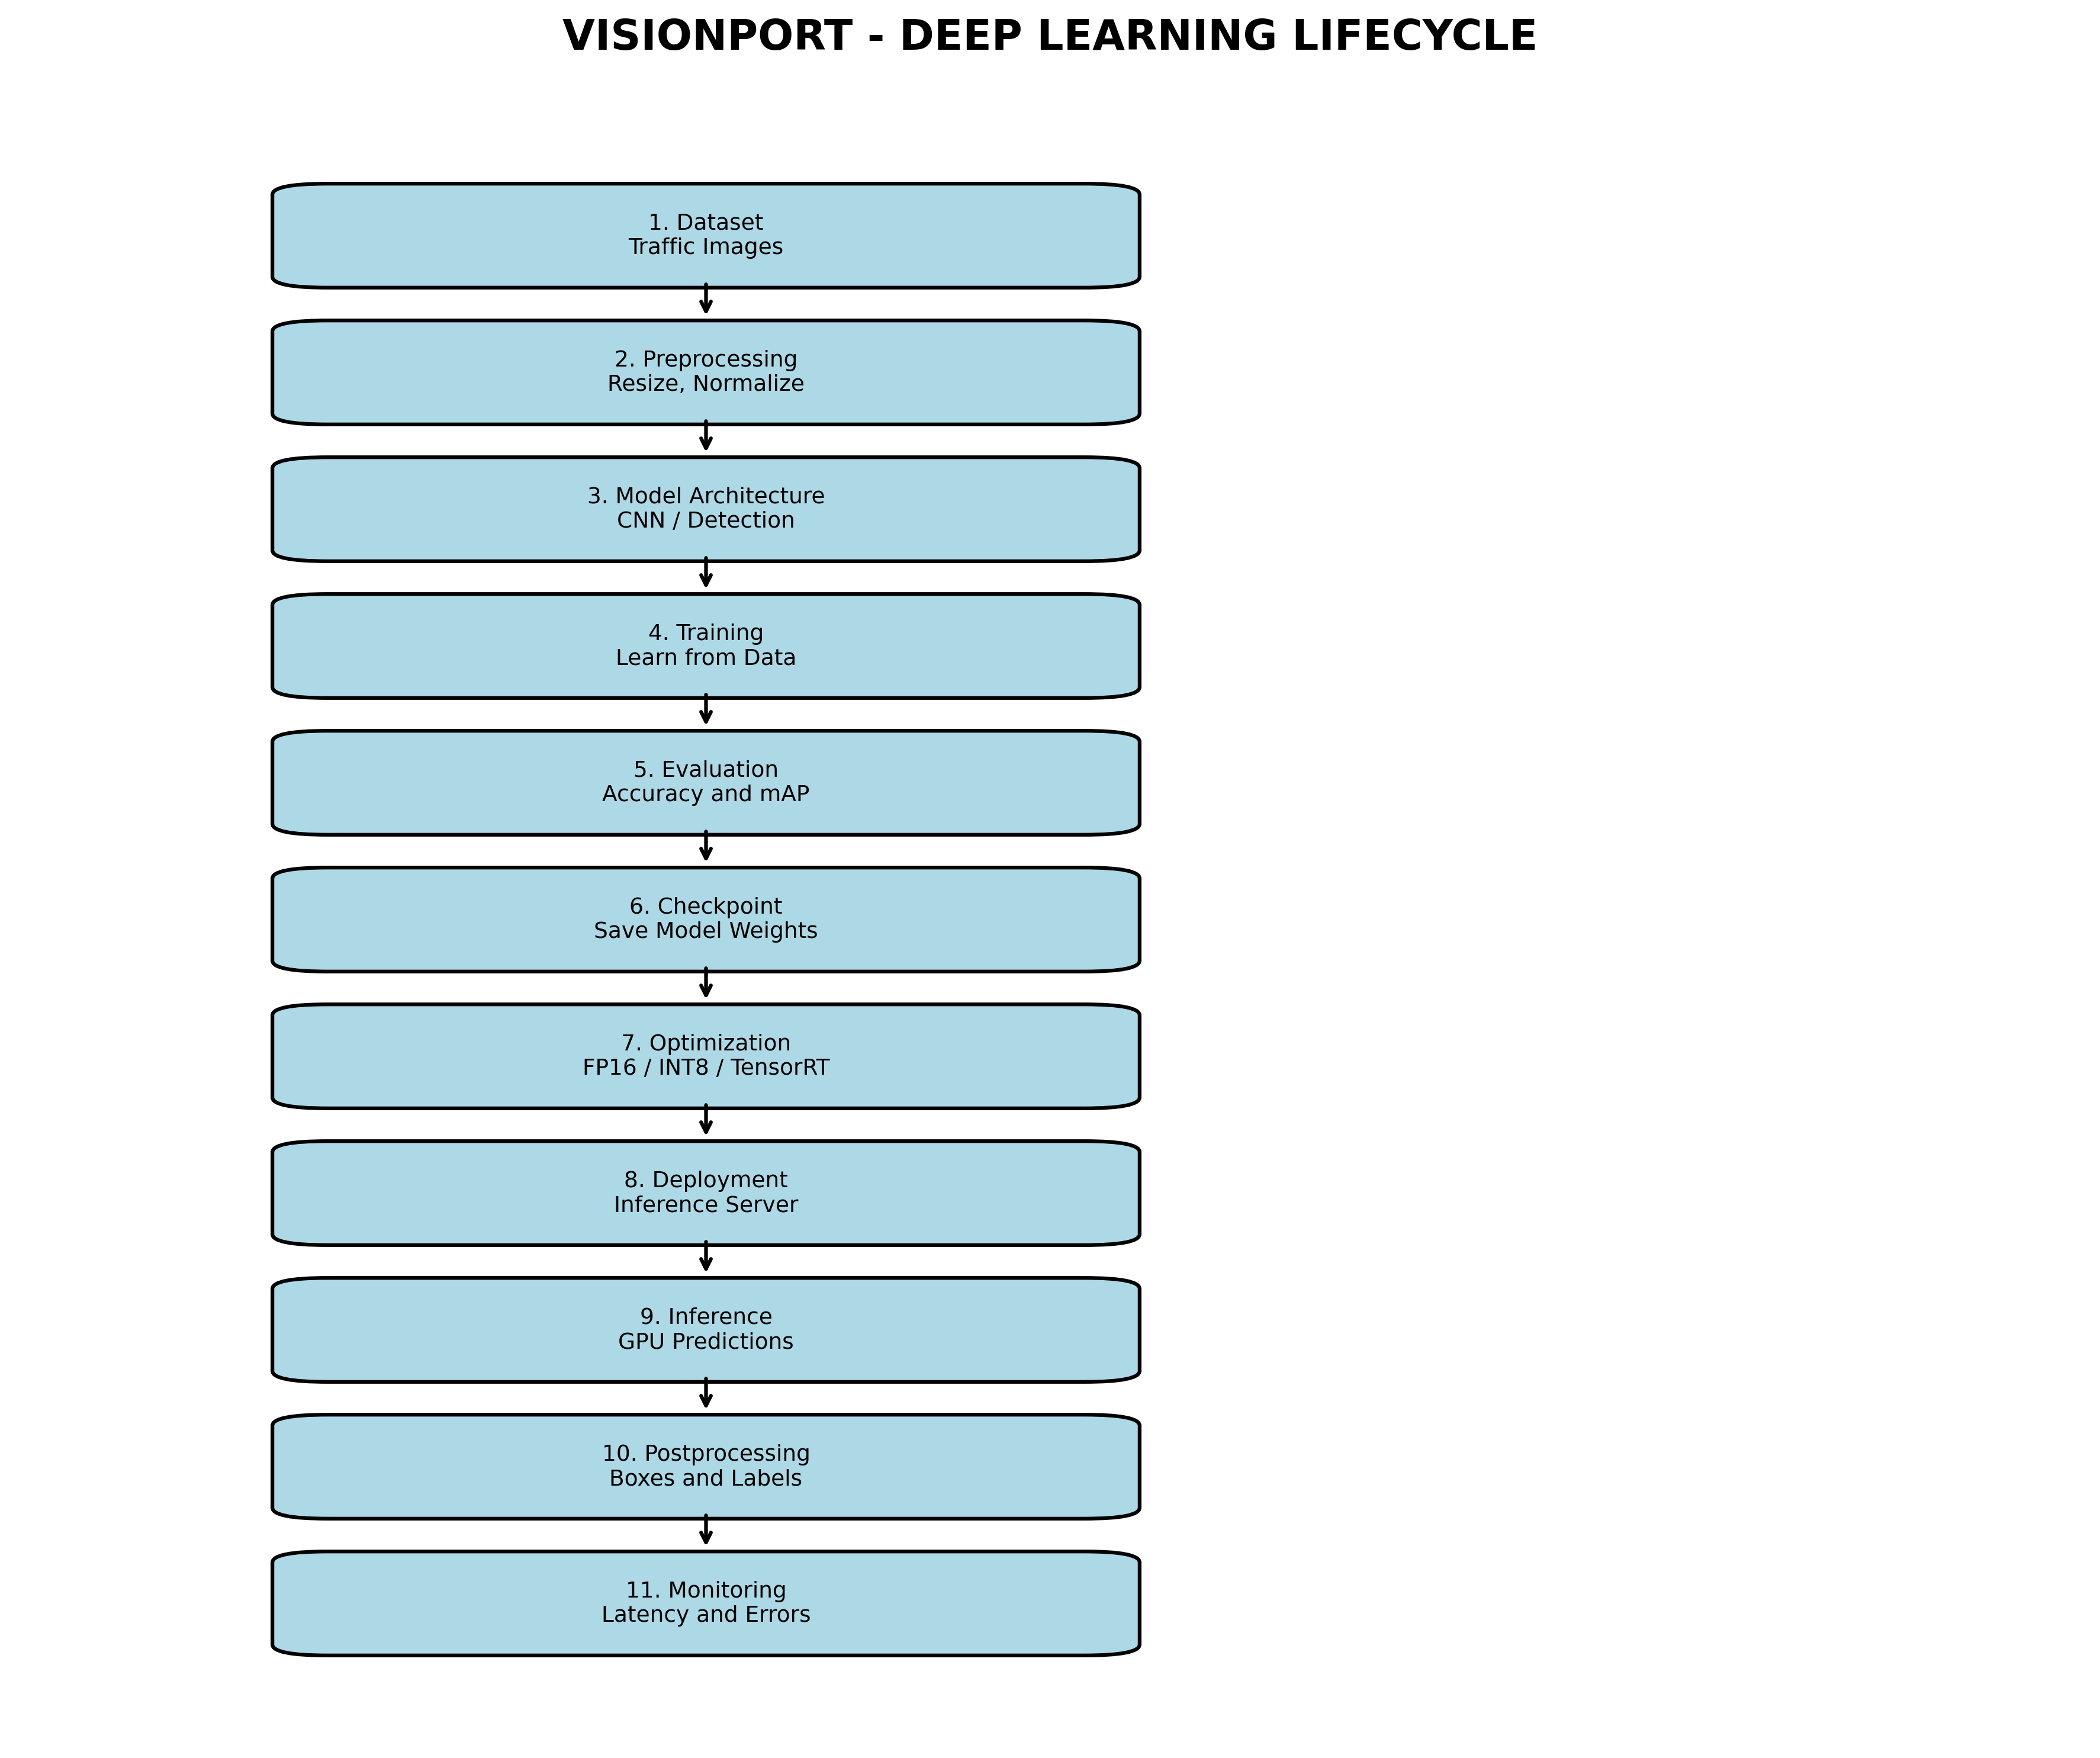 VISIONPORT - DEEP LEARNING LIFECYCLE
1. Dataset
Traffic Images
2. Preprocessing
Resize, Normalize
3. Model Architecture
CNN / Detection
4. Training
Learn from Data
5. Evaluation
Accuracy and mAP
6. Checkpoint
Save Model Weights
7. Optimization
FP16 / INT8 / TensorRT
8. Deployment
Inference Server
9. Inference
GPU Predictions
10. Postprocessing
Boxes and Labels
11. Monitoring
Latency and Errors